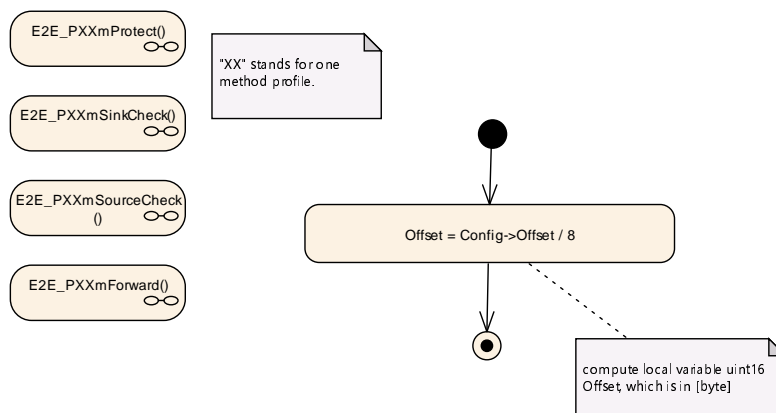 E2E_PXXmProtect()
E2E_PXXmSinkCheck()
E2E_PXXmSourceCheck
()
E2E_PXXmForward()
"XX" stands for one
method profile.
Offset = Config->Offset / 8
compute local variable uint16
Offset, which is in [byte]